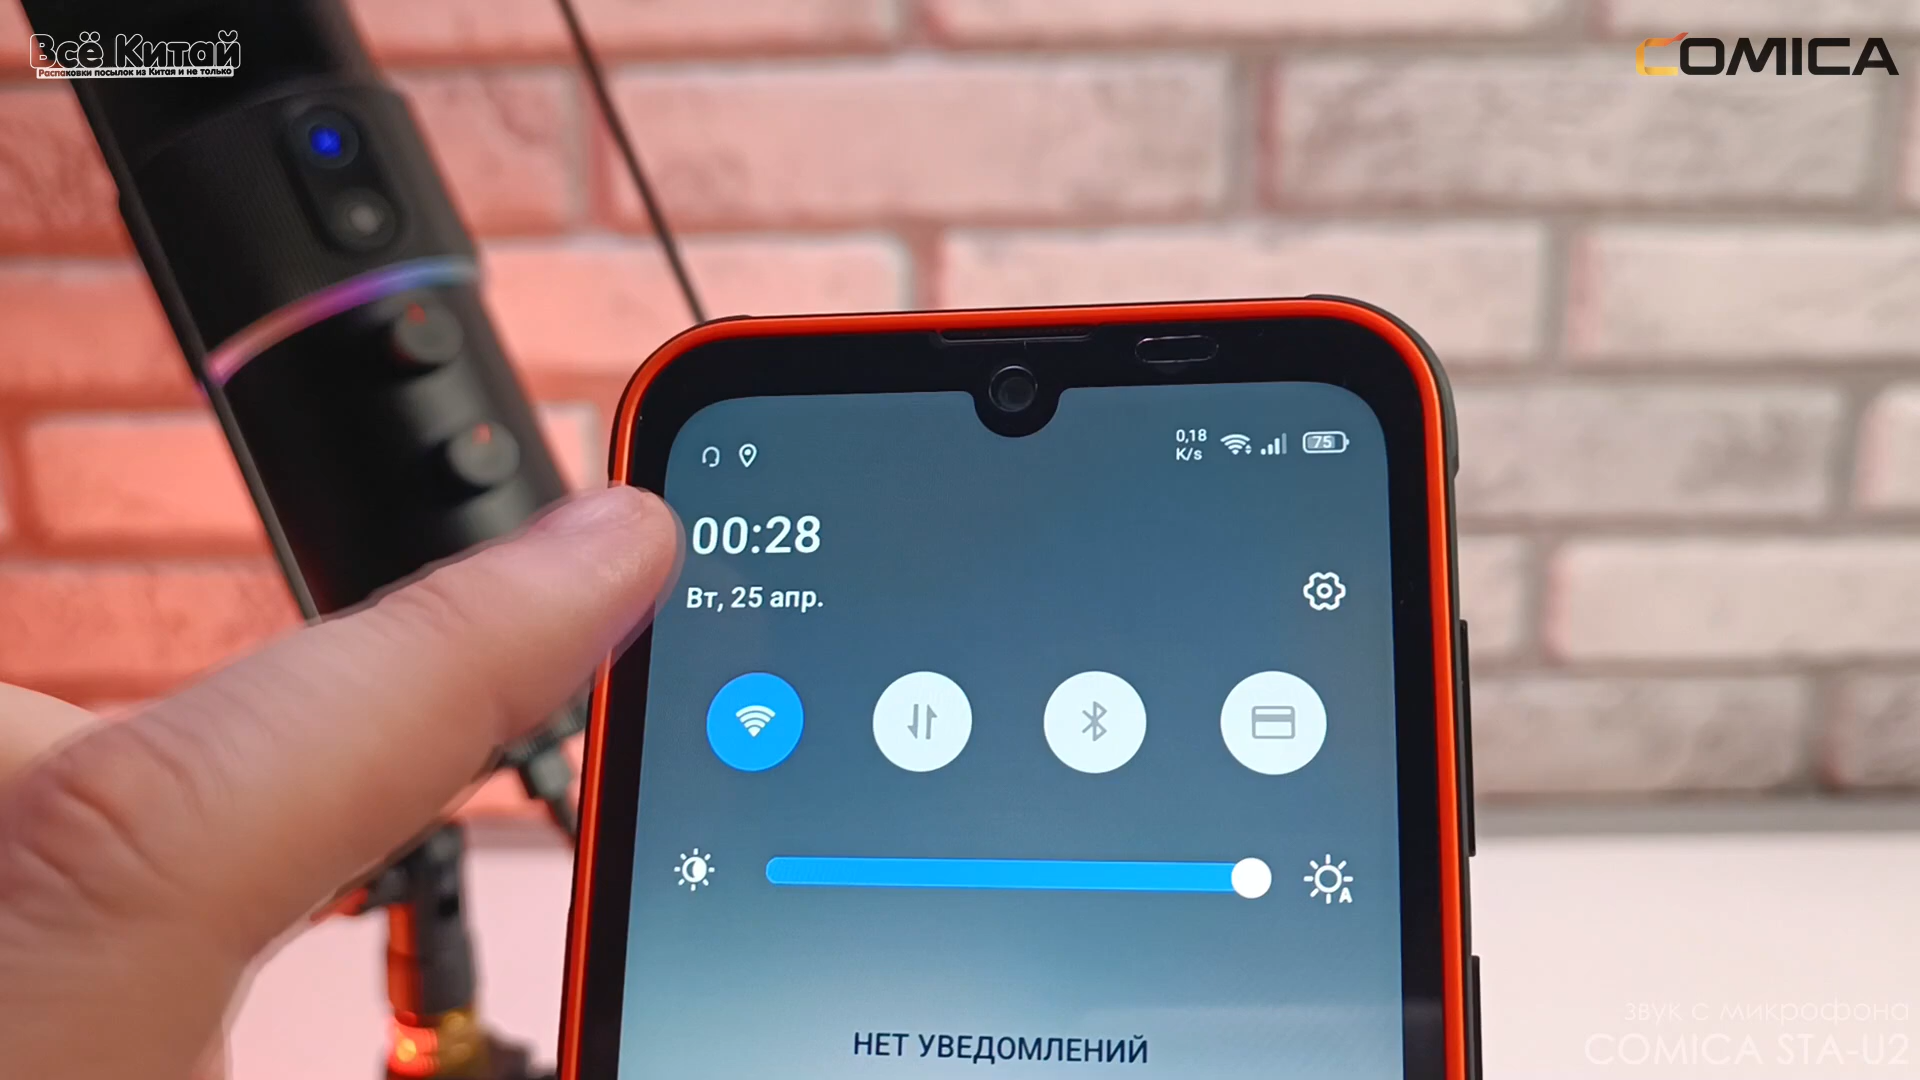 Всё Китай
Распаковки посылок из Китая и не только
COMICA
0,18
K/s
75
00:28
Вт, 25 апр.
A
НЕТ УВЕДОМЛЕНИЙ
звук с микрофона
COMICA STA-U2